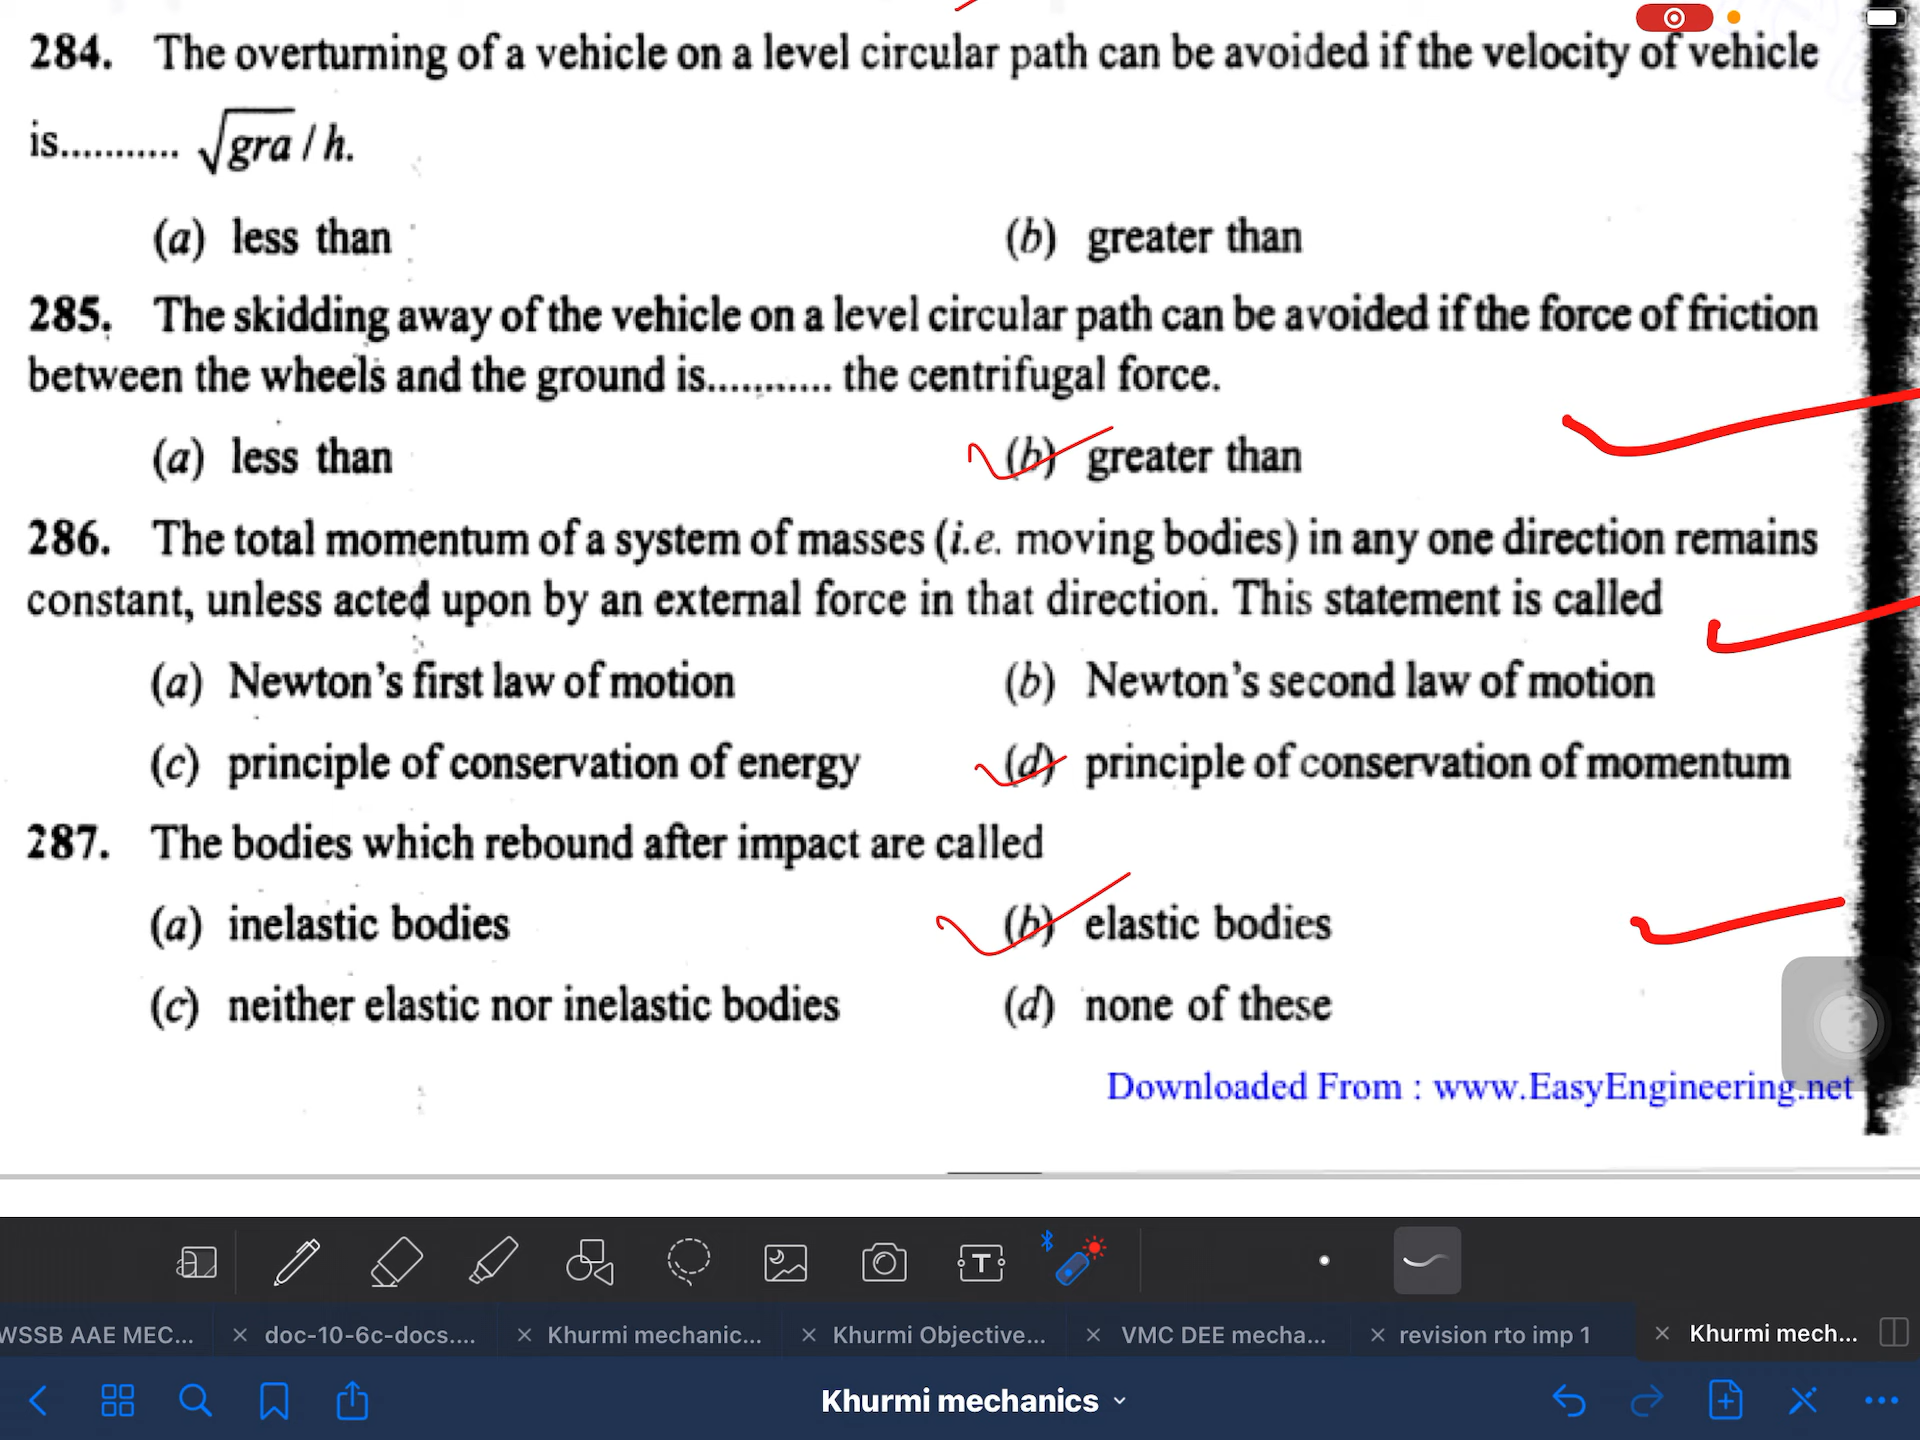 284. The overturning of a vehicle on a level circular path can be avoided if the velocity of vehicle
is........... √gra / h.
(a) less than (b) greater than
285. The skidding away of the vehicle on a level circular path can be avoided if the force of friction
between the wheels and the ground is........... the centrifugal force.
(a) less than (b) greater than
286. The total momentum of a system of masses (i.e. moving bodies) in any one direction remains
constant, unless acted upon by an external force in that direction. This statement is called
(a) Newton's first law of motion (b) Newton's second law of motion
(c) principle of conservation of energy (d) principle of conservation of momentum
287. The bodies which rebound after impact are called
(a) inelastic bodies (b) elastic bodies
(c) neither elastic nor inelastic bodies (d) none of these
Downloaded From : www.EasyEngineering.net
WSSB AAE MEC... × doc-10-6c-docs.... × Khurmi mechanic... × Khurmi Objective... × VMC DEE mecha... × revision rto imp 1 × Khurmi mech...
Khurmi mechanics